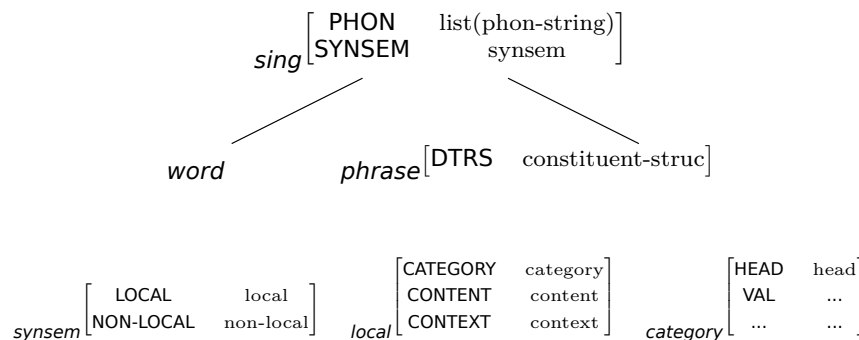 sing PHON list(phon-string)
SYNSEM synsem
word phrase DTRS constituent-struc
synsem LOCAL local
NON-LOCAL non-local
local CATEGORY category
CONTENT content
CONTEXT context
category HEAD head
VAL ...
... ...